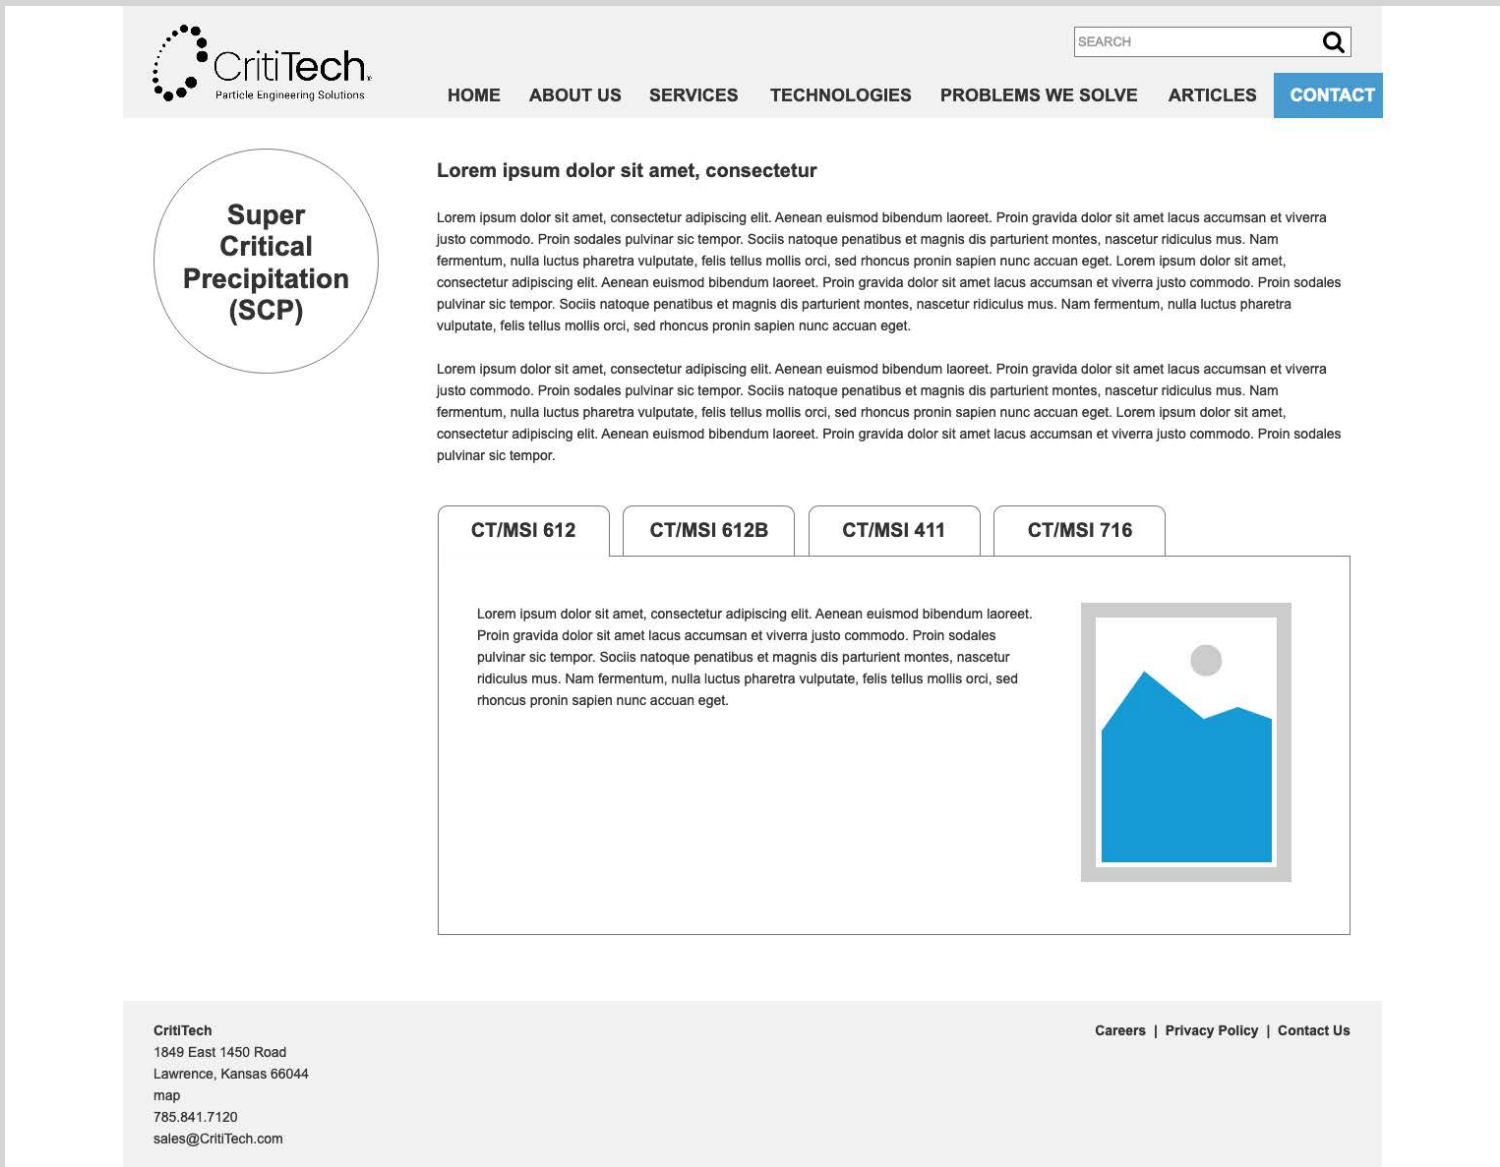 CritiTech
Particle Engineering Solutions
SEARCH
HOME ABOUT US SERVICES TECHNOLOGIES PROBLEMS WE SOLVE ARTICLES CONTACT
Super
Critical
Precipitation
(SCP)
Lorem ipsum dolor sit amet, consectetur
Lorem ipsum dolor sit amet, consectetur adipiscing elit. Aenean euismod bibendum laoreet. Proin gravida dolor sit amet lacus accumsan et viverra
justo commodo. Proin sodales pulvinar sic tempor. Sociis natoque penatibus et magnis dis parturient montes, nascetur ridiculus mus. Nam
fermentum, nulla luctus pharetra vulputate, felis tellus mollis orci, sed rhoncus pronin sapien nunc accuan eget. Lorem ipsum dolor sit amet,
consectetur adipiscing elit. Aenean euismod bibendum laoreet. Proin gravida dolor sit amet lacus accumsan et viverra justo commodo. Proin sodales
pulvinar sic tempor. Sociis natoque penatibus et magnis dis parturient montes, nascetur ridiculus mus. Nam fermentum, nulla luctus pharetra
vulputate, felis tellus mollis orci, sed rhoncus pronin sapien nunc accuan eget.
Lorem ipsum dolor sit amet, consectetur adipiscing elit. Aenean euismod bibendum laoreet. Proin gravida dolor sit amet lacus accumsan et viverra
justo commodo. Proin sodales pulvinar sic tempor. Sociis natoque penatibus et magnis dis parturient montes, nascetur ridiculus mus. Nam
fermentum, nulla luctus pharetra vulputate, felis tellus mollis orci, sed rhoncus pronin sapien nunc accuan eget. Lorem ipsum dolor sit amet,
consectetur adipiscing elit. Aenean euismod bibendum laoreet. Proin gravida dolor sit amet lacus accumsan et viverra justo commodo. Proin sodales
pulvinar sic tempor.
CT/MSI 612 CT/MSI 612B CT/MSI 411 CT/MSI 716
Lorem ipsum dolor sit amet, consectetur adipiscing elit. Aenean euismod bibendum laoreet.
Proin gravida dolor sit amet lacus accumsan et viverra justo commodo. Proin sodales
pulvinar sic tempor. Sociis natoque penatibus et magnis dis parturient montes, nascetur
ridiculus mus. Nam fermentum, nulla luctus pharetra vulputate, felis tellus mollis orci, sed
rhoncus pronin sapien nunc accuan eget.
CritiTech
1849 East 1450 Road
Lawrence, Kansas 66044
map
785.841.7120
sales@CritiTech.com
Careers | Privacy Policy | Contact Us